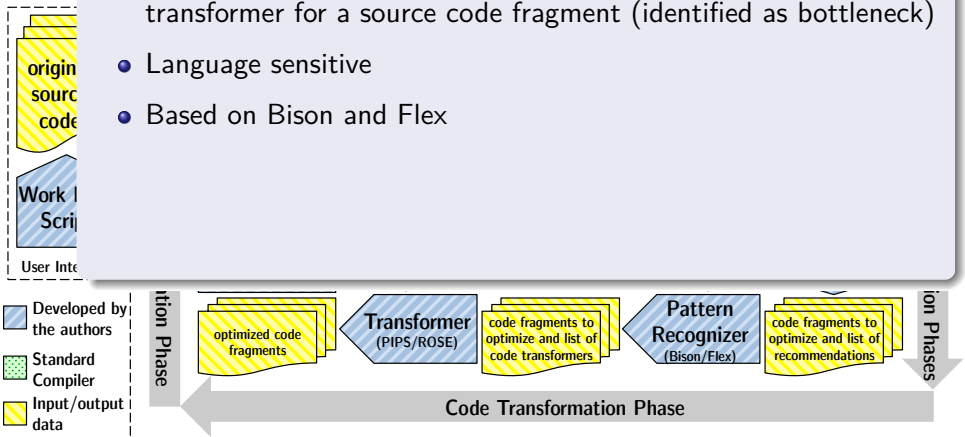 transformer for a source code fragment (identified as bottleneck)
Language sensitive
Based on Bison and Flex
origin
sourc
code
Work
Scri
User Inte
Developed by
the authors
Standard
Compiler
Input/output
data
tion Phase
optimized code
fragments
Transformer
(PIPS/ROSE)
code fragments to
optimize and list of
code transformers
Pattern
Recognizer
(Bison/Flex)
code fragments to
optimize and list of
recommendations
ion Phases
Code Transformation Phase